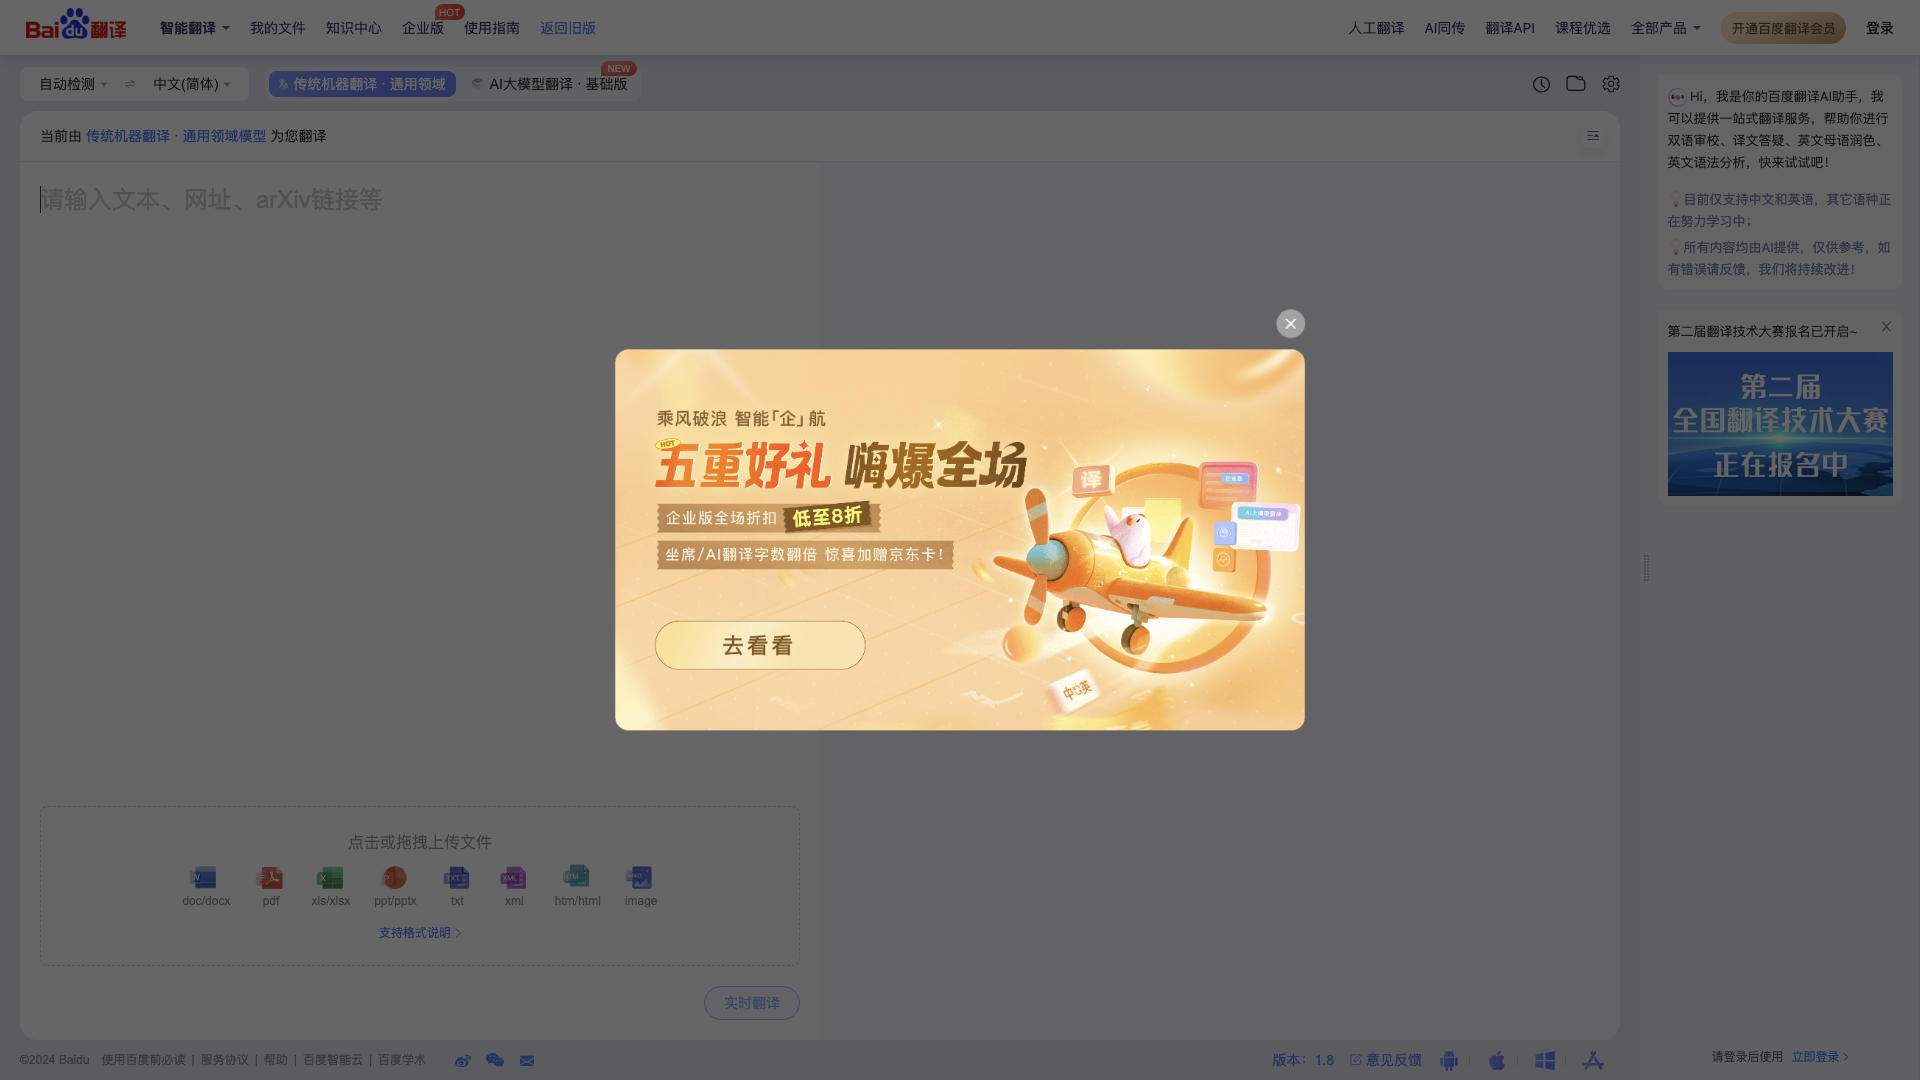 Baidu翻译
智能翻译
我的文件
知识中心
企业版
HOT
使用指南
返回旧版
人工翻译
AI同传
翻译API
课程优选
全部产品
开通百度翻译会员
登录
自动检测
中文(简体)
传统机器翻译 · 通用领域
AI大模型翻译 · 基础版
NEW
当前由 传统机器翻译 · 通用领域模型 为您翻译
请输入文本、网址、arXiv链接等
Hi，我是你的百度翻译AI助手，我
可以提供一站式翻译服务，帮助你进行
双语审校、译文答疑、英文母语润色、
英文语法分析，快来试试吧！
目前仅支持中文和英语，其它语种正
在努力学习中；
所有内容均由AI提供，仅供参考，如
有错误请反馈，我们将持续改进！
第二届翻译技术大赛报名已开启~
第二届
全国翻译技术大赛
正在报名中
乘风破浪 智能「企」航
HOT
五重好礼 嗨爆全场
企业版全场折扣 低至8折
坐席/AI翻译字数翻倍 惊喜加赠京东卡！
去看看
译
企业版
AI大模型翻译
中英
点击或拖拽上传文件
doc/docx
pdf
xls/xlsx
ppt/pptx
txt
xml
htm/html
image
支持格式说明
实时翻译
©2024 Baidu 使用百度前必读 | 服务协议 | 帮助 | 百度智能云 | 百度学术
版本：1.8
意见反馈
请登录后使用 立即登录